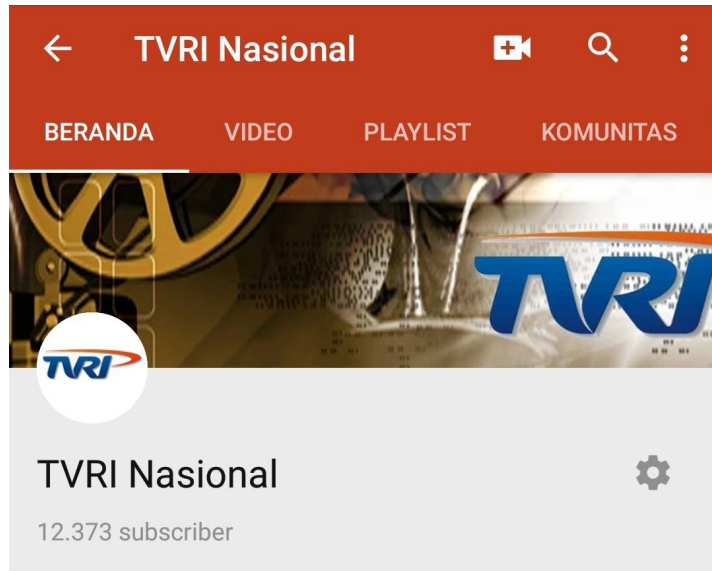 TVRI Nasional
BERANDA VIDEO PLAYLIST KOMUNITAS
TVRI
TVRI
TVRI Nasional
12.373 subscriber